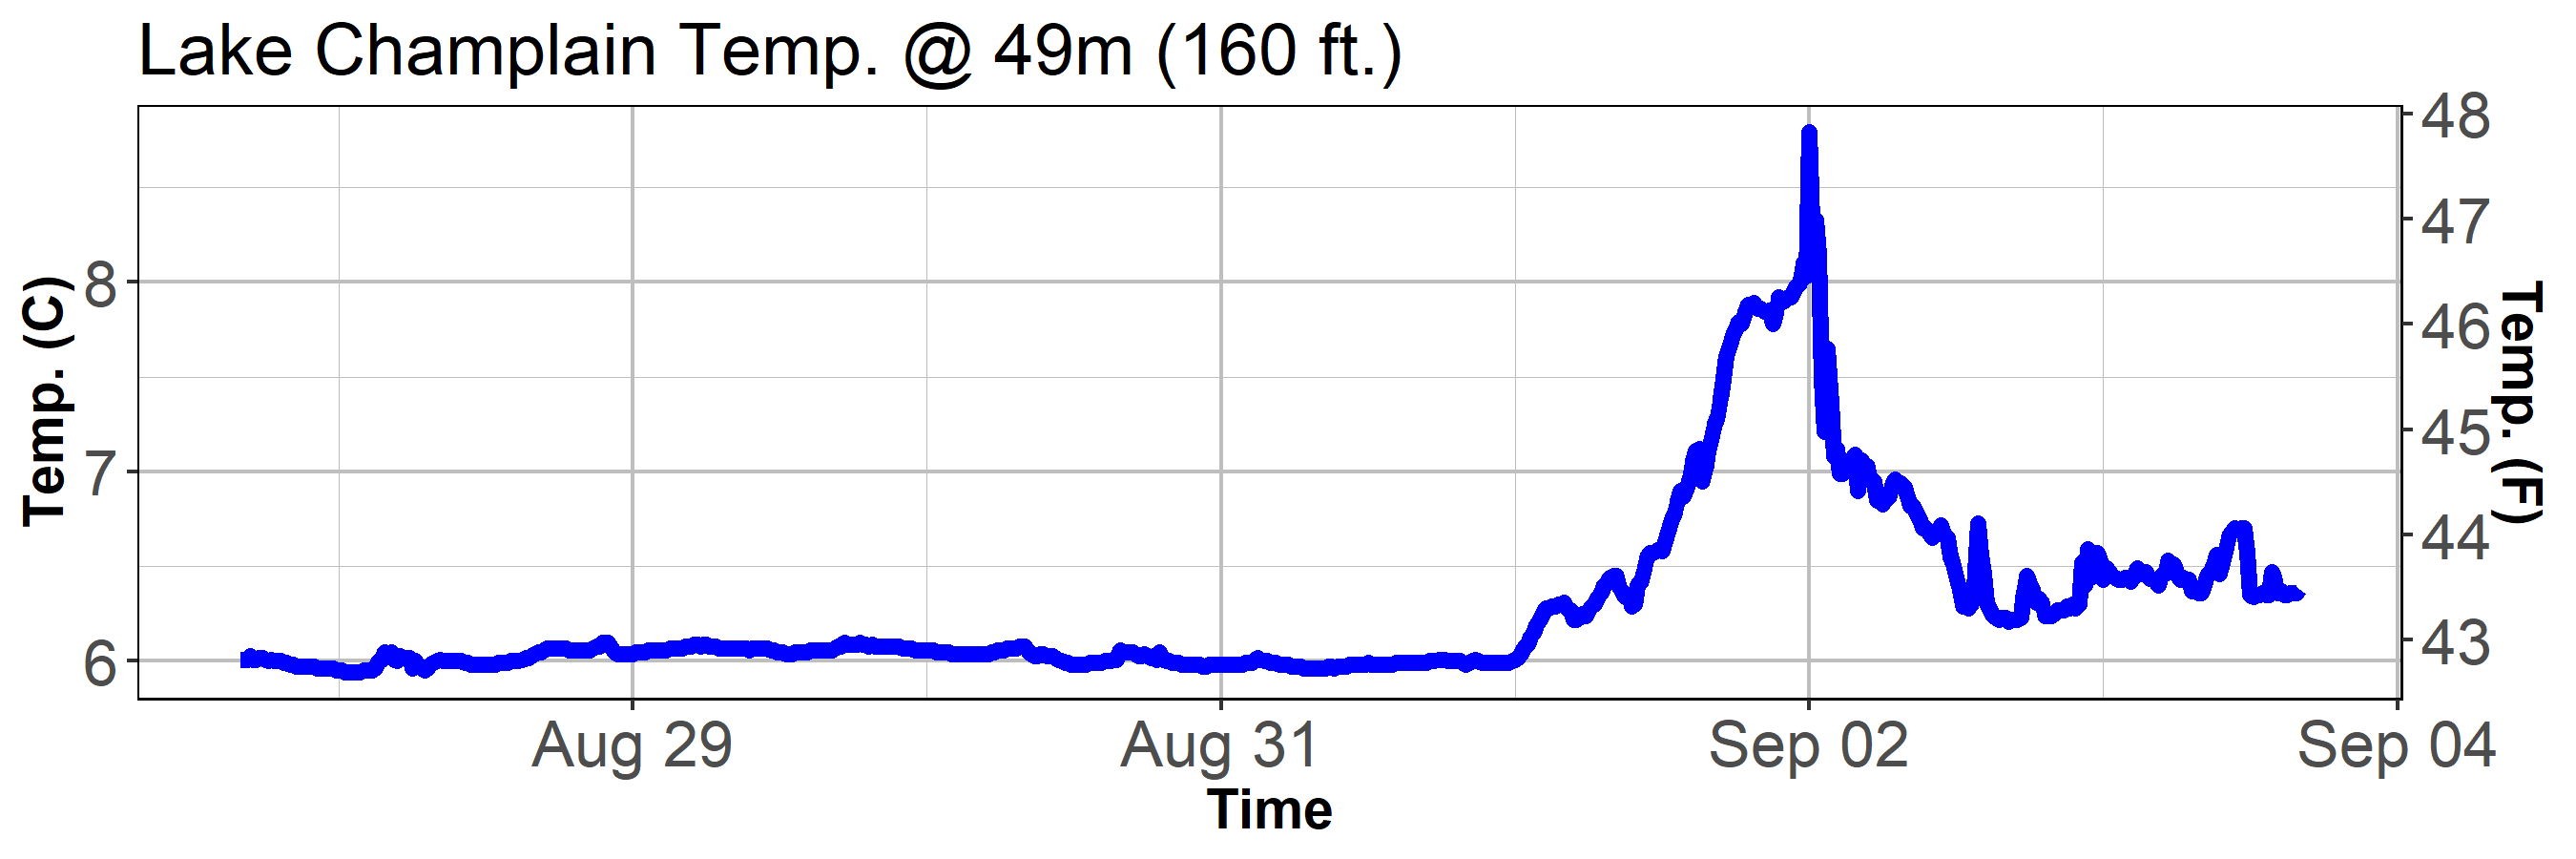 Lake Champlain Temp. @ 49m (160 ft.)
48
47
46
45
44
43
Temp. (F)
8
7
6
Temp. (C)
Aug 29 Aug 31 Sep 02 Sep 04
Time